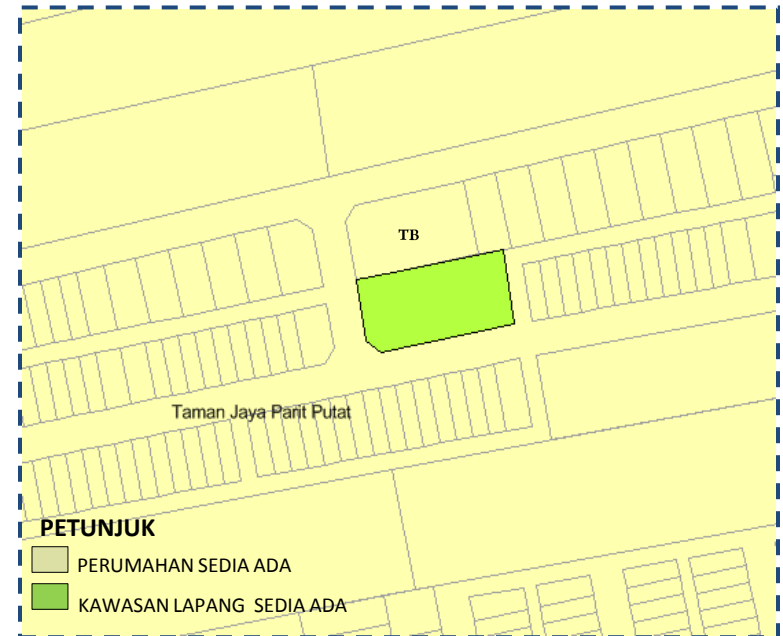 TB
Taman Jaya Parit Putat
PETUNJUK
PERUMAHAN SEDIA ADA
KAWASAN LAPANG SEDIA ADA